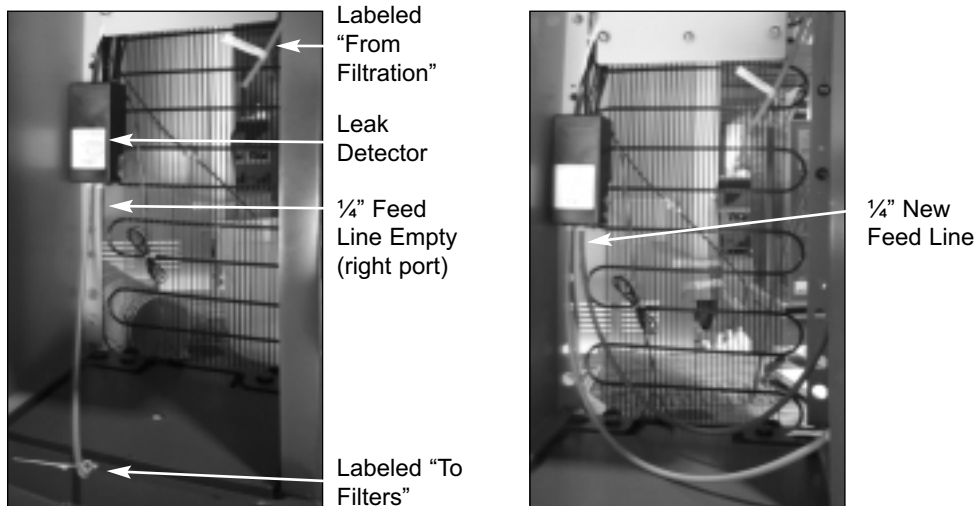 Labeled
“From
Filtration”
Leak
Detector
¼” Feed
Line Empty
(right port)
Labeled “To
Filters”
¼” New
Feed Line